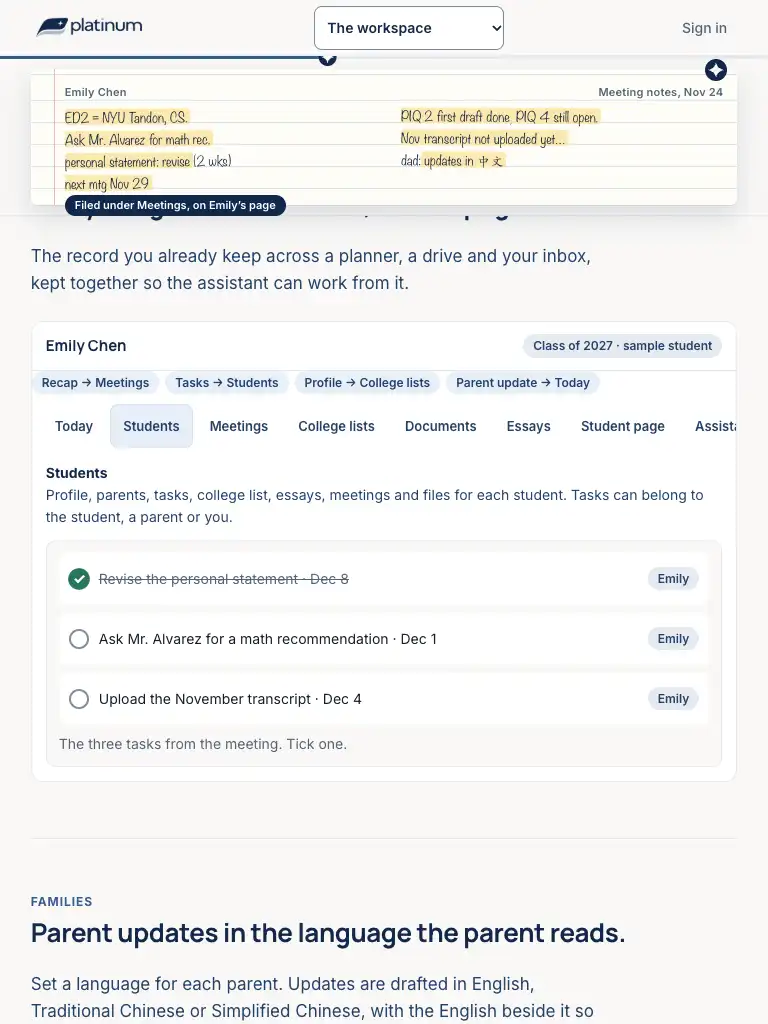 platinum
The workspace
Sign in
Emily Chen
Meeting notes, Nov 24
ED2 = NYU Tandon, CS.
Ask Mr. Alvarez for math rec.
personal statement: revise (2 wks)
next mtg Nov 29
PIQ 2 first draft done, PIQ 4 still open.
Nov transcript not uploaded yet...
dad: updates in 中文
Filed under Meetings, on Emily's page
The record you already keep across a planner, a drive and your inbox,
kept together so the assistant can work from it.
Emily Chen
Class of 2027 · sample student
Recap → Meetings
Tasks → Students
Profile → College lists
Parent update → Today
Today
Students
Meetings
College lists
Documents
Essays
Student page
Assista
Students
Profile, parents, tasks, college list, essays, meetings and files for each student. Tasks can belong to
the student, a parent or you.
Revise the personal statement · Dec 8
Emily
Ask Mr. Alvarez for a math recommendation · Dec 1
Emily
Upload the November transcript · Dec 4
Emily
The three tasks from the meeting. Tick one.
FAMILIES
Parent updates in the language the parent reads.
Set a language for each parent. Updates are drafted in English,
Traditional Chinese or Simplified Chinese, with the English beside it so